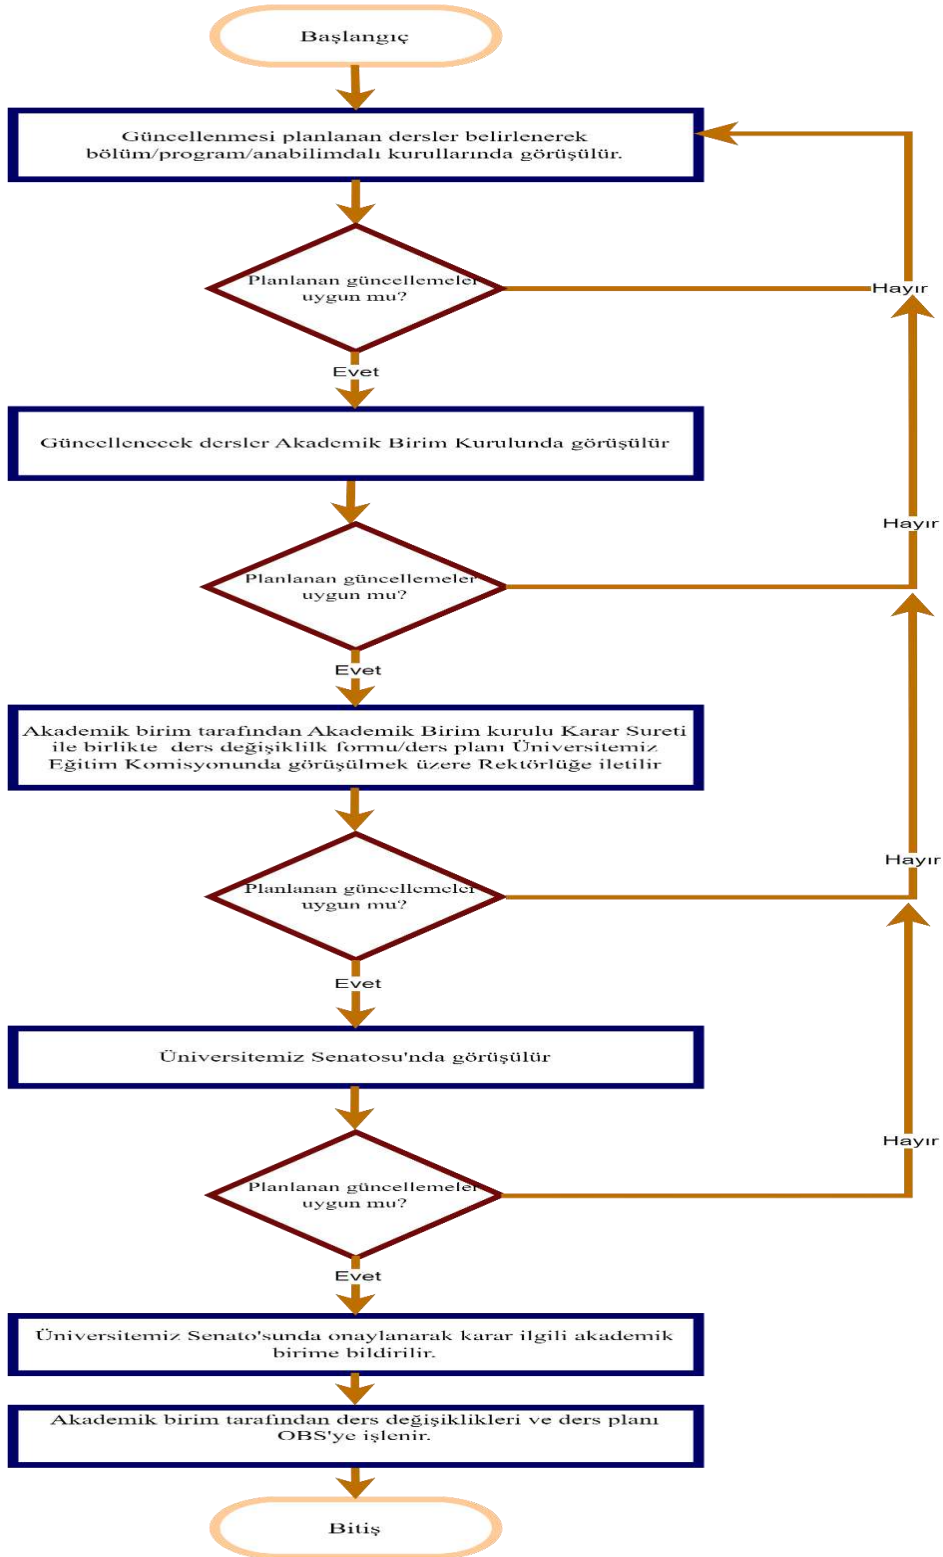 Başlangıç
Güncellenmesi planlanan dersler belirlenerek
bölüm/program/anabilimdalı kurullarında görüşülür.
Planlanan güncellemeler
uygun mu?
Hayır
Evet
Güncellenecek dersler Akademik Birim Kurulunda görüşülür
Hayır
Planlanan güncellemeler
uygun mu?
Evet
Akademik birim tarafından Akademik Birim kurulu Karar Sureti
ile birlikte ders değişiklilk formu/ders planı Üniversitemiz
Eğitim Komisyonunda görüşülmek üzere Rektörlüğe iletilir
Hayır
Planlanan güncellemeler
uygun mu?
Evet
Üniversitemiz Senatosu'nda görüşülür
Hayır
Planlanan güncellemeler
uygun mu?
Evet
Üniversitemiz Senato'sunda onaylanarak karar ilgili akademik
birime bildirilir.
Akademik birim tarafından ders değişiklikleri ve ders planı
OBS'ye işlenir.
Bitiş